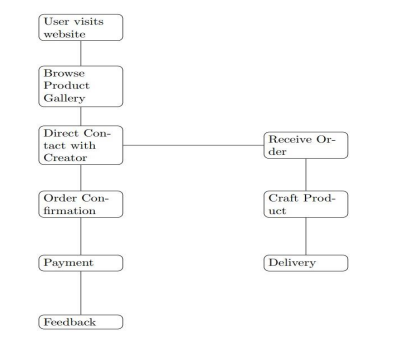 User visits
website
Browse
Product
Gallery
Direct Con-
tact with
Creator
Receive Or-
der
Order Con-
firmation
Craft Prod-
uct
Payment
Delivery
Feedback